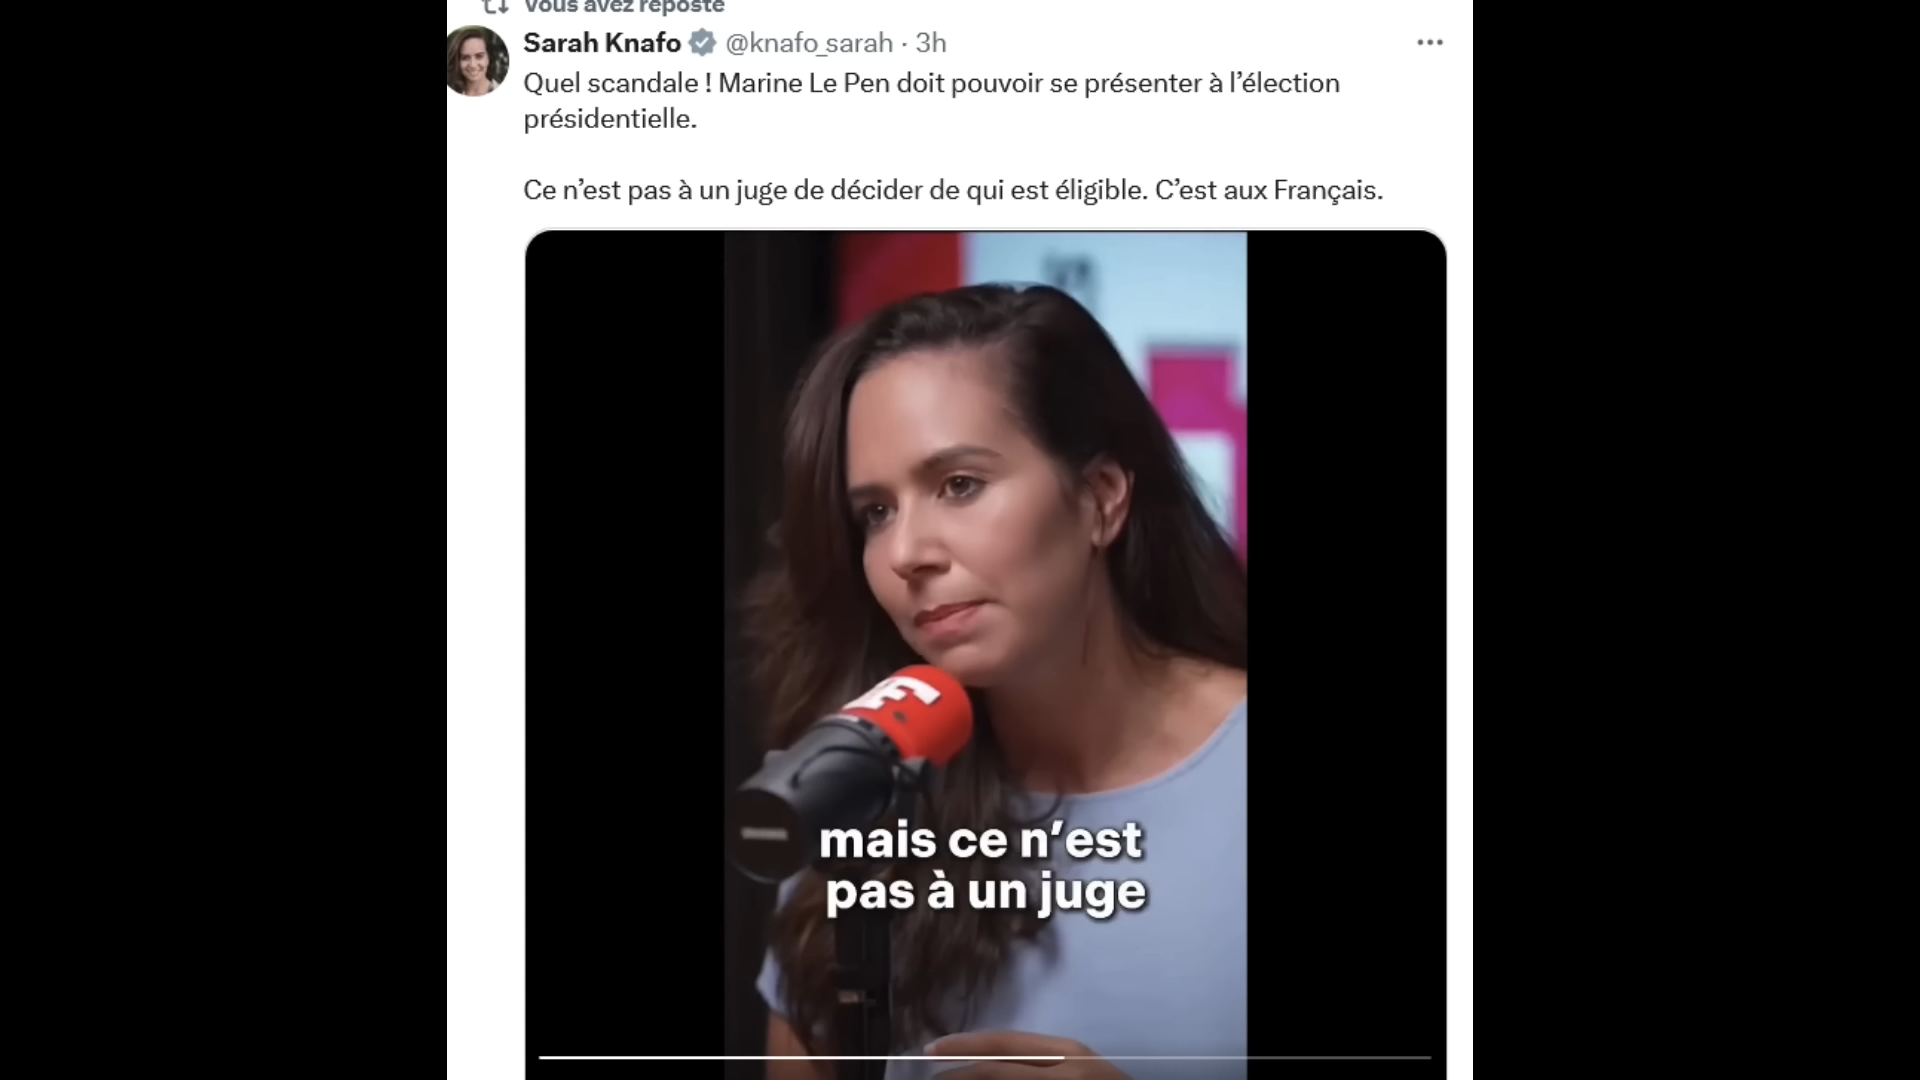 Vous avez reposté
Sarah Knafo @knafo_sarah · 3h
Quel scandale ! Marine Le Pen doit pouvoir se présenter à l’élection
présidentielle.
Ce n’est pas à un juge de décider de qui est éligible. C’est aux Français.
mais ce n’est
pas à un juge